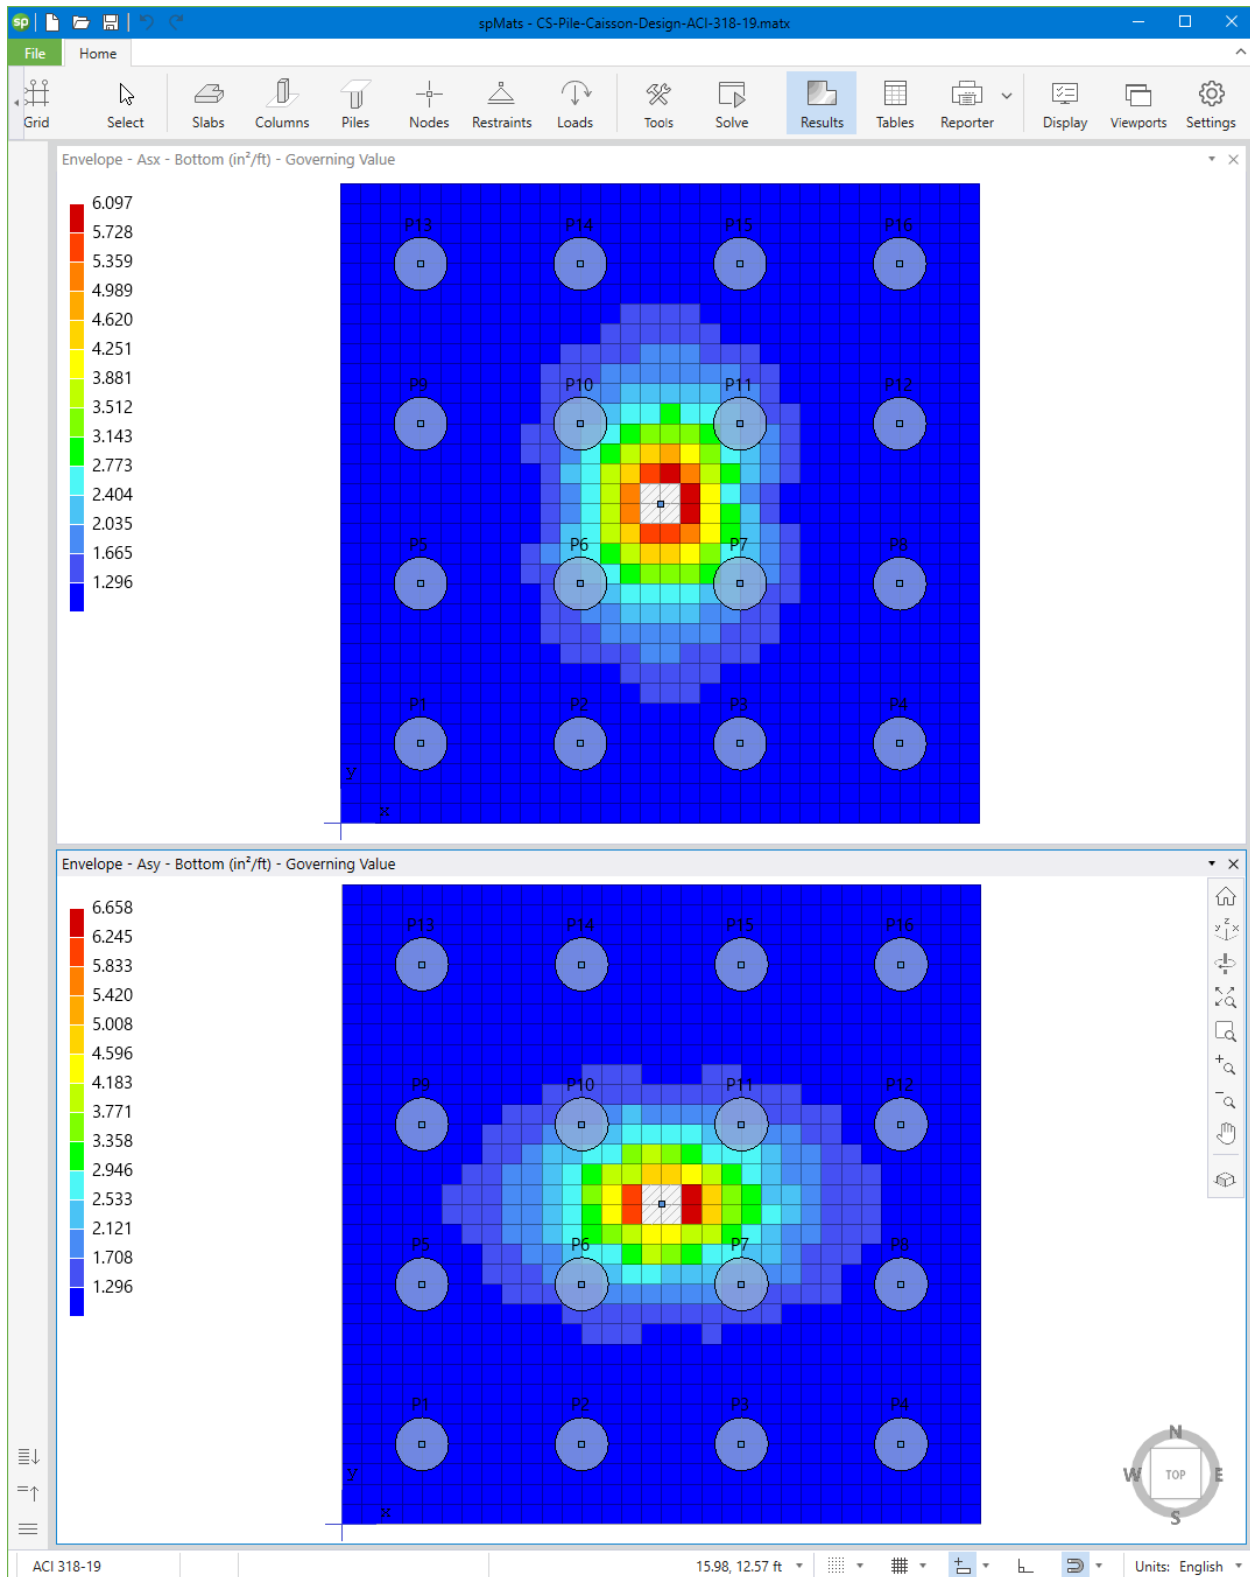 sp spMats - CS-Pile-Caisson-Design-ACI-318-19.matx
File Home
Grid Select Slabs Columns Piles Nodes Restraints Loads Tools Solve Results Tables Reporter Display Viewports Settings
Envelope - Asx - Bottom (in²/ft) - Governing Value
6.097
5.728
5.359
4.989
4.620
4.251
3.881
3.512
3.143
2.773
2.404
2.035
1.665
1.296
P13 P14 P15 P16
P9 P10 P11 P12
P5 P6 P7 P8
P1 P2 P3 P4
y
x
Envelope - Asy - Bottom (in²/ft) - Governing Value
6.658
6.245
5.833
5.420
5.008
4.596
4.183
3.771
3.358
2.946
2.533
2.121
1.708
1.296
P13 P14 P15 P16
P9 P10 P11 P12
P5 P6 P7 P8
P1 P2 P3 P4
y
x
y z x
N
W TOP E
S
ACI 318-19 15.98, 12.57 ft Units: English